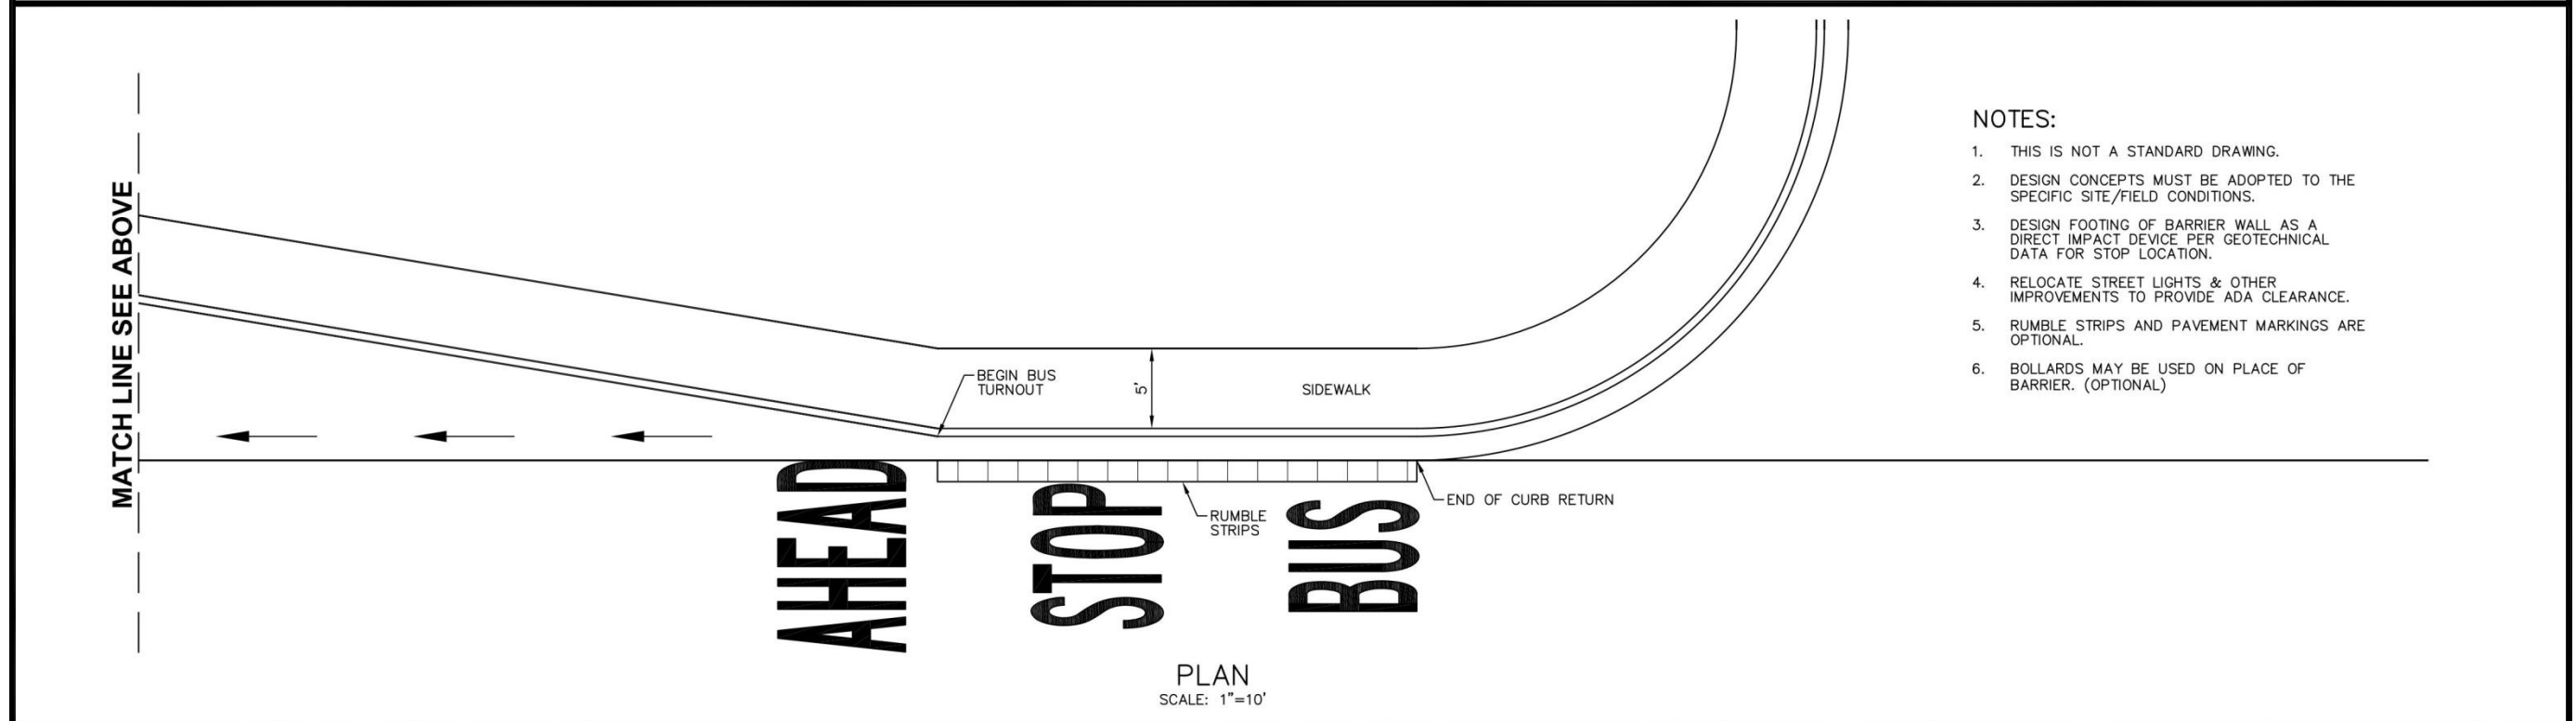 MATCH LINE SEE ABOVE
BEGIN BUS
TURNOUT
5'
SIDEWALK
AHEAD
STOP
BUS
RUMBLE
STRIPS
END OF CURB RETURN
PLAN
SCALE: 1"=10'
NOTES:
1. THIS IS NOT A STANDARD DRAWING.
2. DESIGN CONCEPTS MUST BE ADOPTED TO THE
SPECIFIC SITE/FIELD CONDITIONS.
3. DESIGN FOOTING OF BARRIER WALL AS A
DIRECT IMPACT DEVICE PER GEOTECHNICAL
DATA FOR STOP LOCATION.
4. RELOCATE STREET LIGHTS & OTHER
IMPROVEMENTS TO PROVIDE ADA CLEARANCE.
5. RUMBLE STRIPS AND PAVEMENT MARKINGS ARE
OPTIONAL.
6. BOLLARDS MAY BE USED ON PLACE OF
BARRIER. (OPTIONAL)